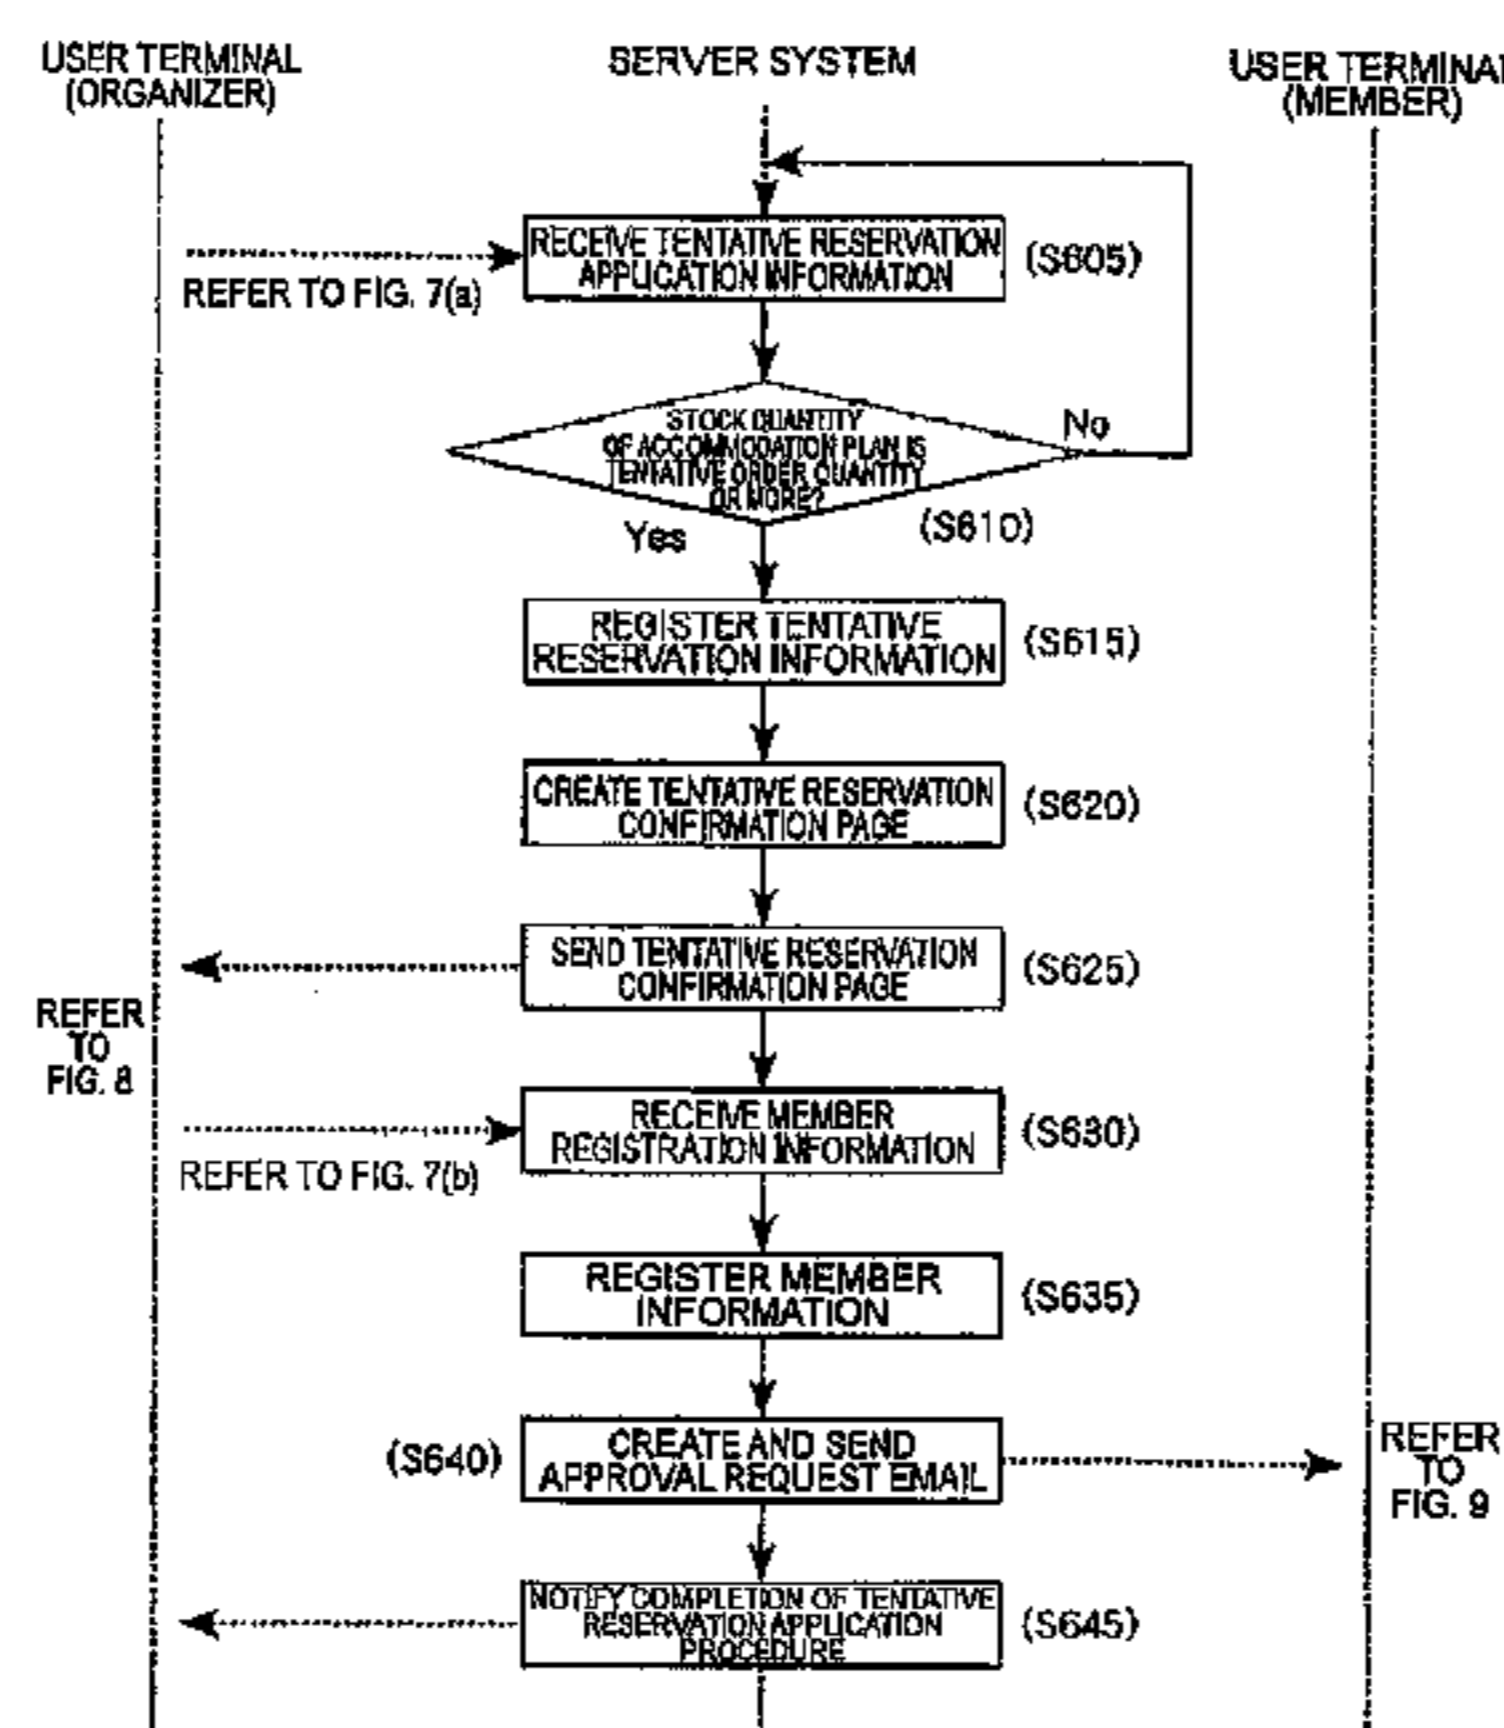 USER TERMINAL
(ORGANIZER)
SERVER SYSTEM
USER TERMINAL
(MEMBER)
RECEIVE TENTATIVE RESERVATION
APPLICATION INFORMATION
(S605)
REFER TO FIG. 7(a)
STOCK QUANTITY
OF ACCOMMODATION PLAN IS
TENTATIVE ORDER QUANTITY
OR MORE?
No
Yes
(S610)
REGISTER TENTATIVE
RESERVATION INFORMATION
(S615)
CREATE TENTATIVE RESERVATION
CONFIRMATION PAGE
(S620)
SEND TENTATIVE RESERVATION
CONFIRMATION PAGE
(S625)
REFER
TO
FIG. 8
RECEIVE MEMBER
REGISTRATION INFORMATION
(S630)
REFER TO FIG. 7(b)
REGISTER MEMBER
INFORMATION
(S635)
(S640)
CREATE AND SEND
APPROVAL REQUEST EMAIL
REFER
TO
FIG. 9
NOTIFY COMPLETION OF TENTATIVE
RESERVATION APPLICATION
PROCEDURE
(S645)